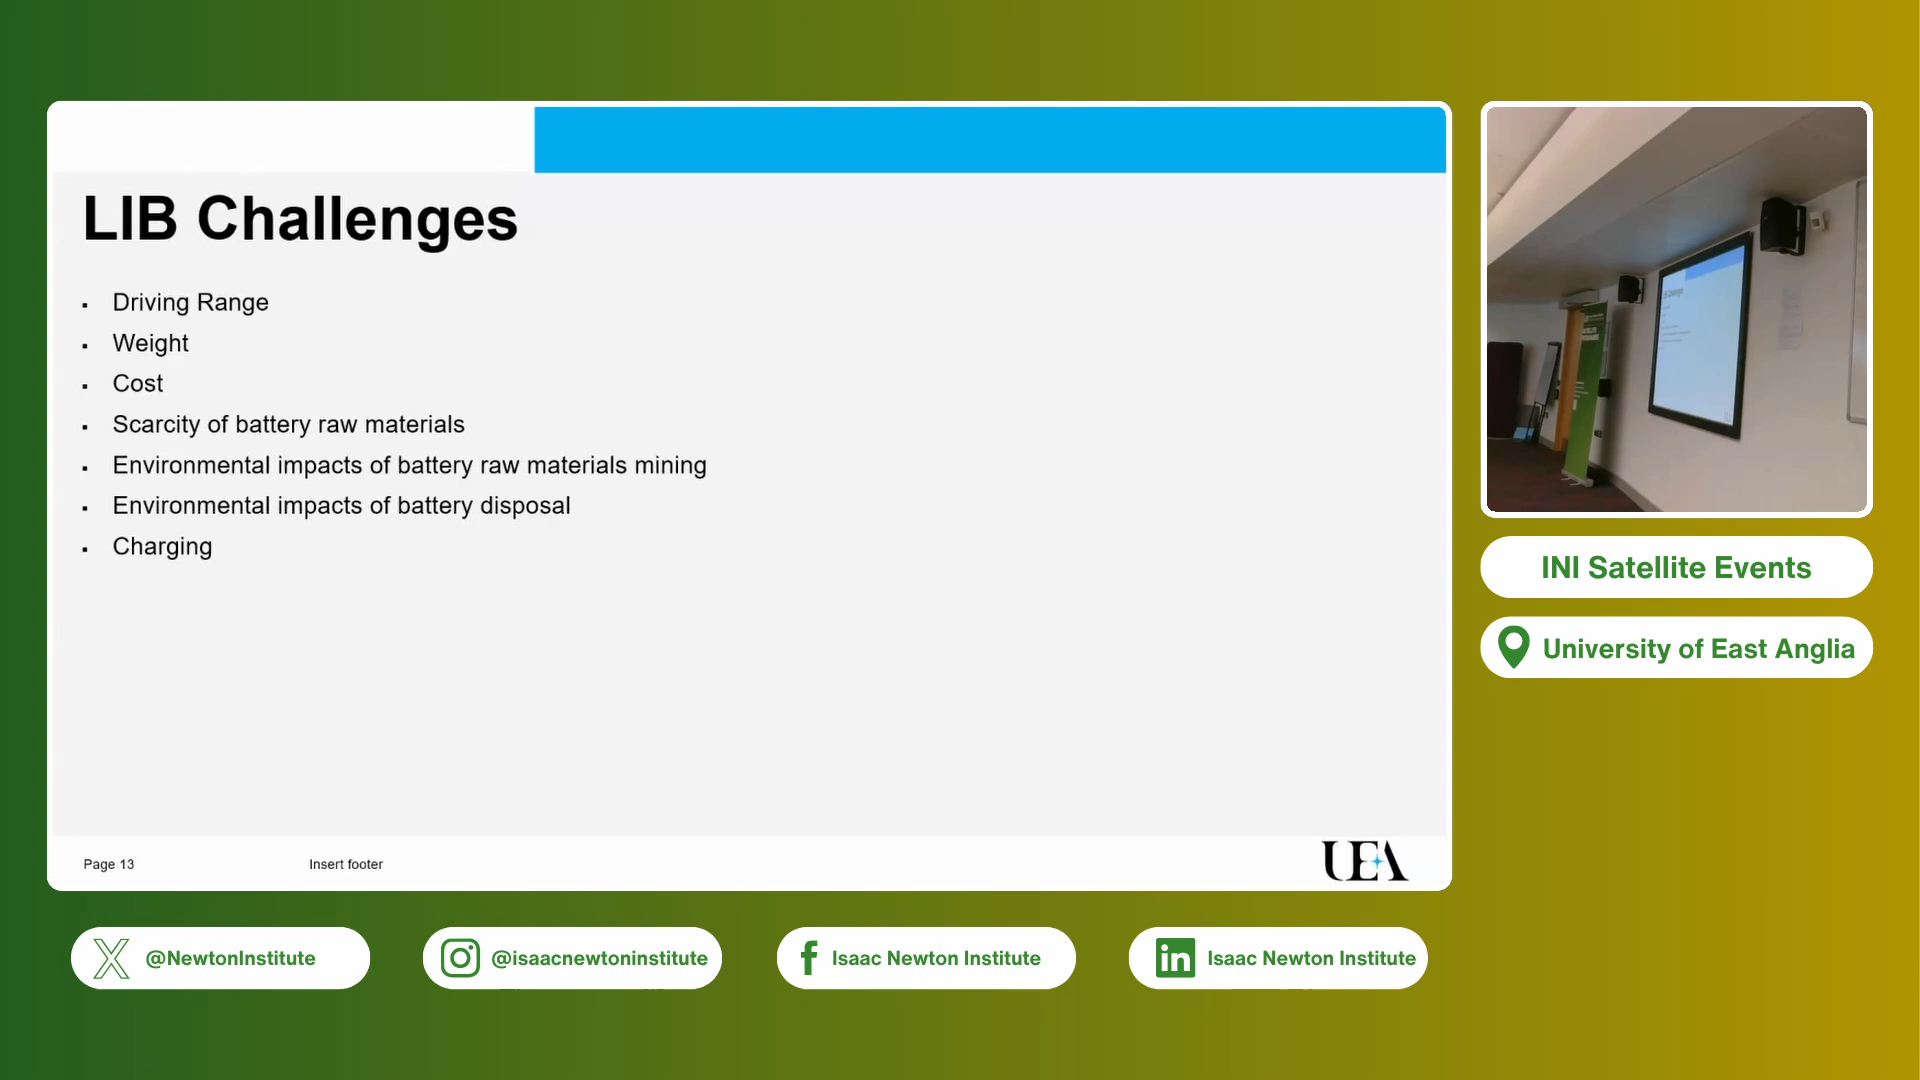 LIB Challenges
Driving Range
Weight
Cost
Scarcity of battery raw materials
Environmental impacts of battery raw materials mining
Environmental impacts of battery disposal
Charging
Page 13
Insert footer
UEA
INI Satellite Events
University of East Anglia
@NewtonInstitute
@isaacnewtoninstitute
Isaac Newton Institute
Isaac Newton Institute